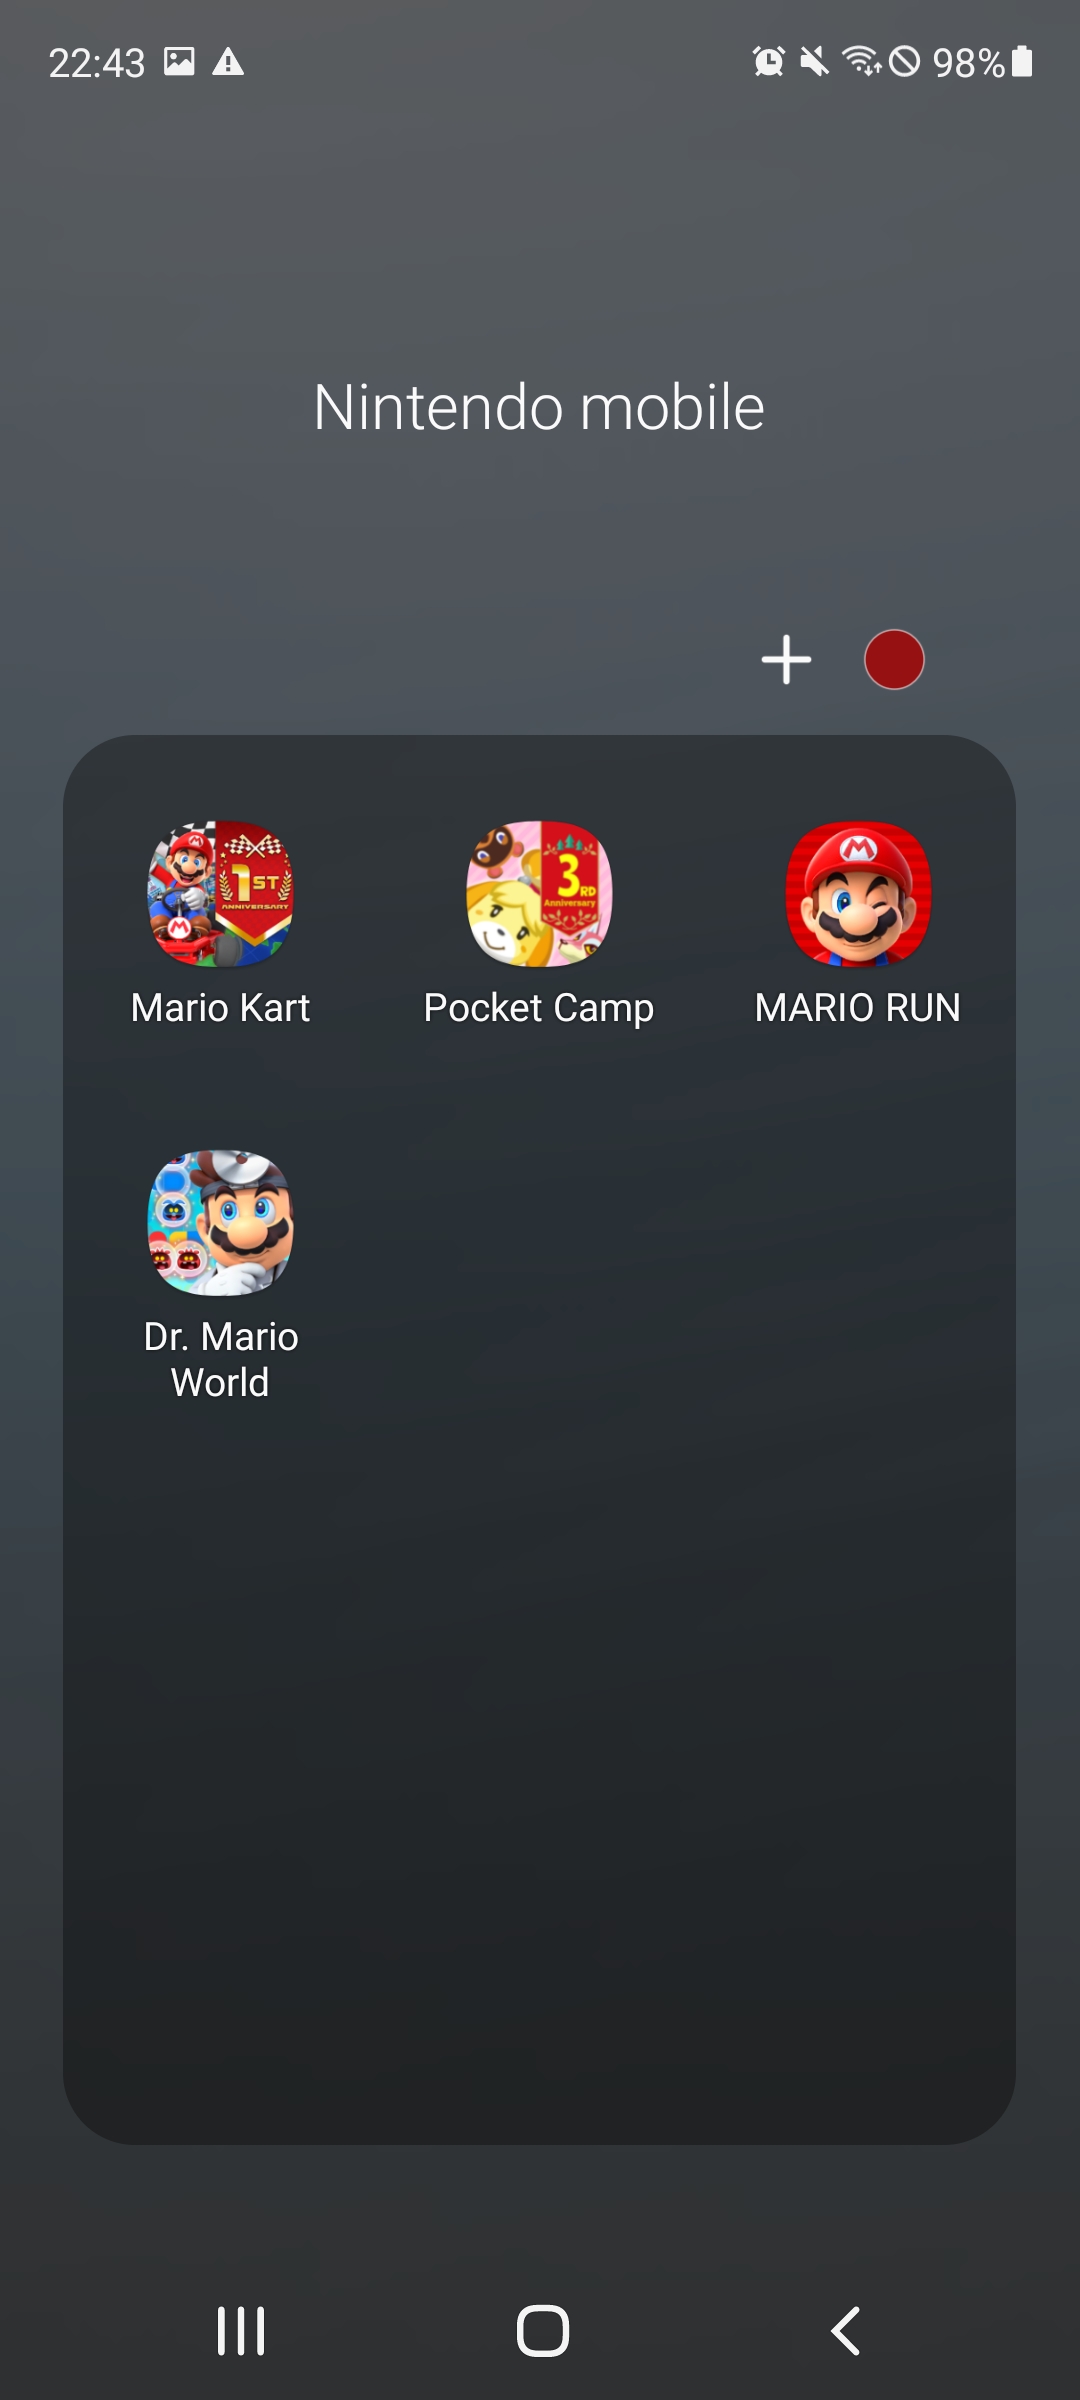 22:43
98%
Nintendo mobile
1ST
ANNIVERSARY
3RD
Anniversary
M
Mario Kart
Pocket Camp
MARIO RUN
Dr. Mario
World